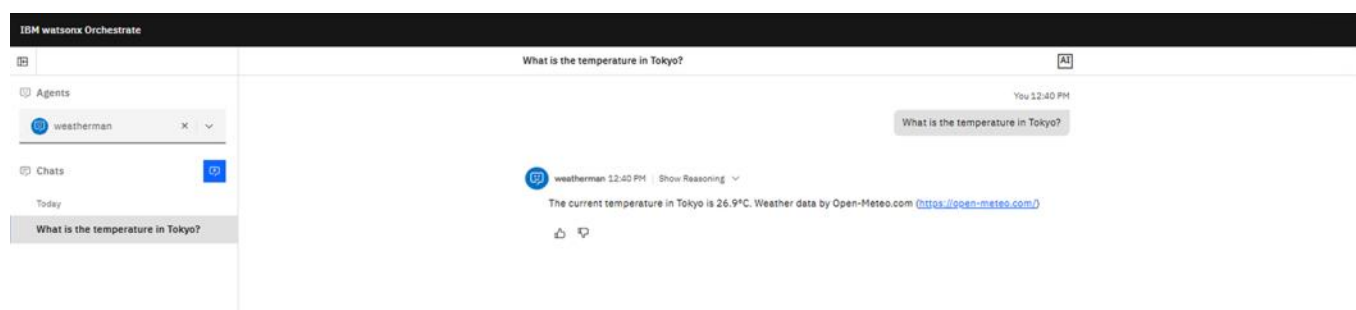 IBM watsonx Orchestrate
What is the temperature in Tokyo?
AI
Agents
You 12:40 PM
weatherman
What is the temperature in Tokyo?
Chats
weatherman 12:40 PM Show Reasoning
Today
The current temperature in Tokyo is 26.9°C. Weather data by Open-Meteo.com (https://open-meteo.com/)
What is the temperature in Tokyo?